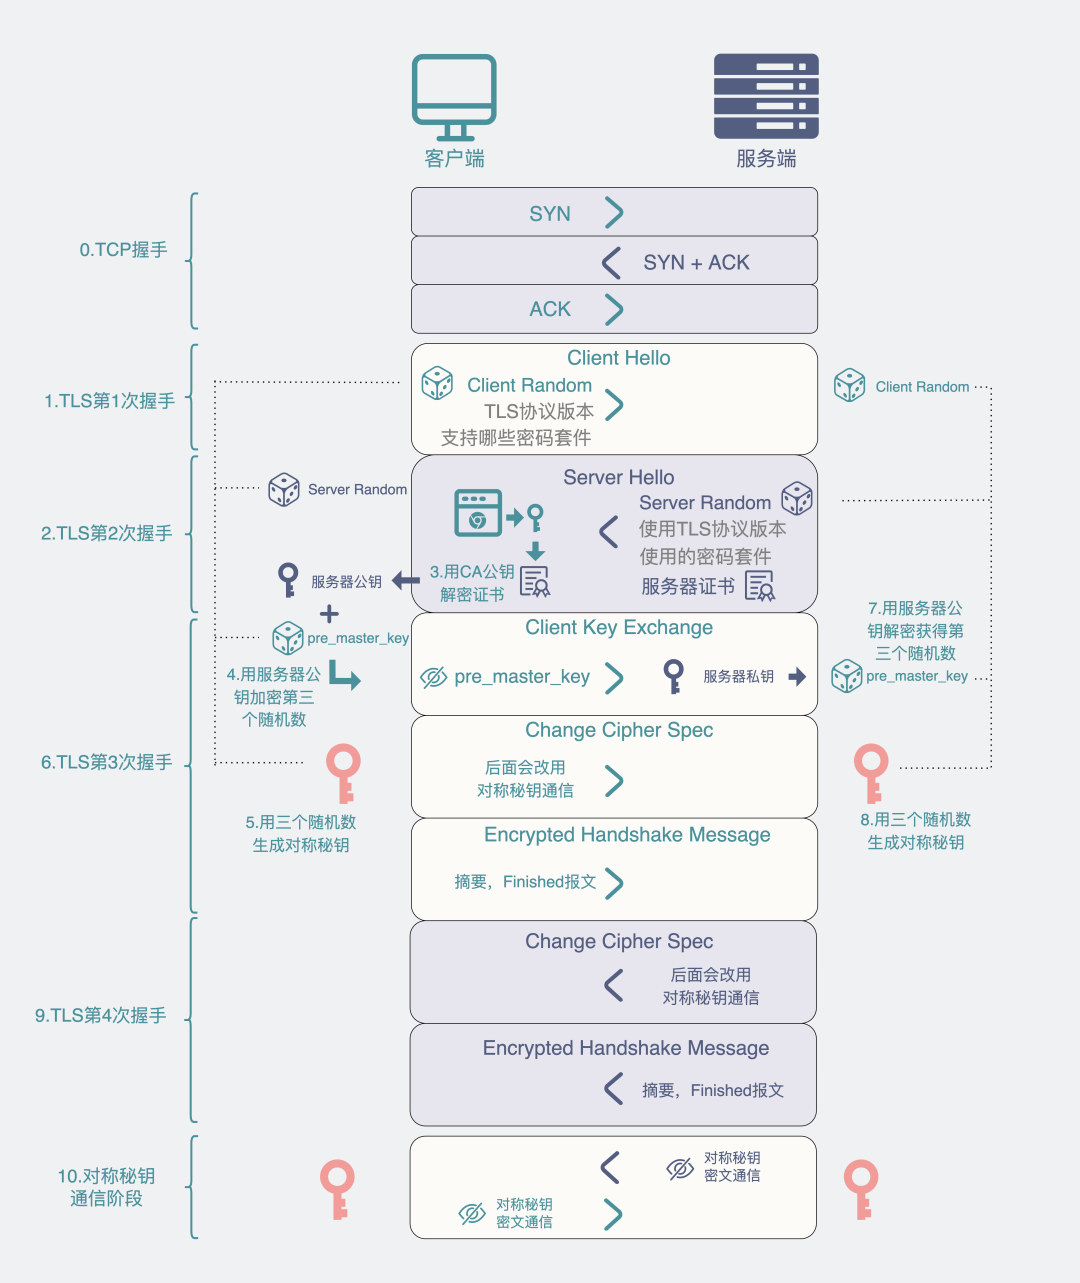 客户端
服务端
0.TCP握手
SYN
SYN + ACK
ACK
1.TLS第1次握手
Client Hello
Client Random
TLS协议版本
支持哪些密码套件
Client Random
2.TLS第2次握手
Server Random
Server Hello
Server Random
使用TLS协议版本
使用的密码套件
服务器证书
3.用CA公钥
解密证书
服务器公钥
pre_master_key
4.用服务器公
钥加密第三
个随机数
Client Key Exchange
pre_master_key
服务器私钥
7.用服务器公
钥解密获得第
三个随机数
pre_master_key
6.TLS第3次握手
Change Cipher Spec
后面会改用
对称秘钥通信
5.用三个随机数
生成对称秘钥
8.用三个随机数
生成对称秘钥
Encrypted Handshake Message
摘要，Finished报文
9.TLS第4次握手
Change Cipher Spec
后面会改用
对称秘钥通信
Encrypted Handshake Message
摘要，Finished报文
10.对称秘钥
通信阶段
对称秘钥
密文通信
对称秘钥
密文通信